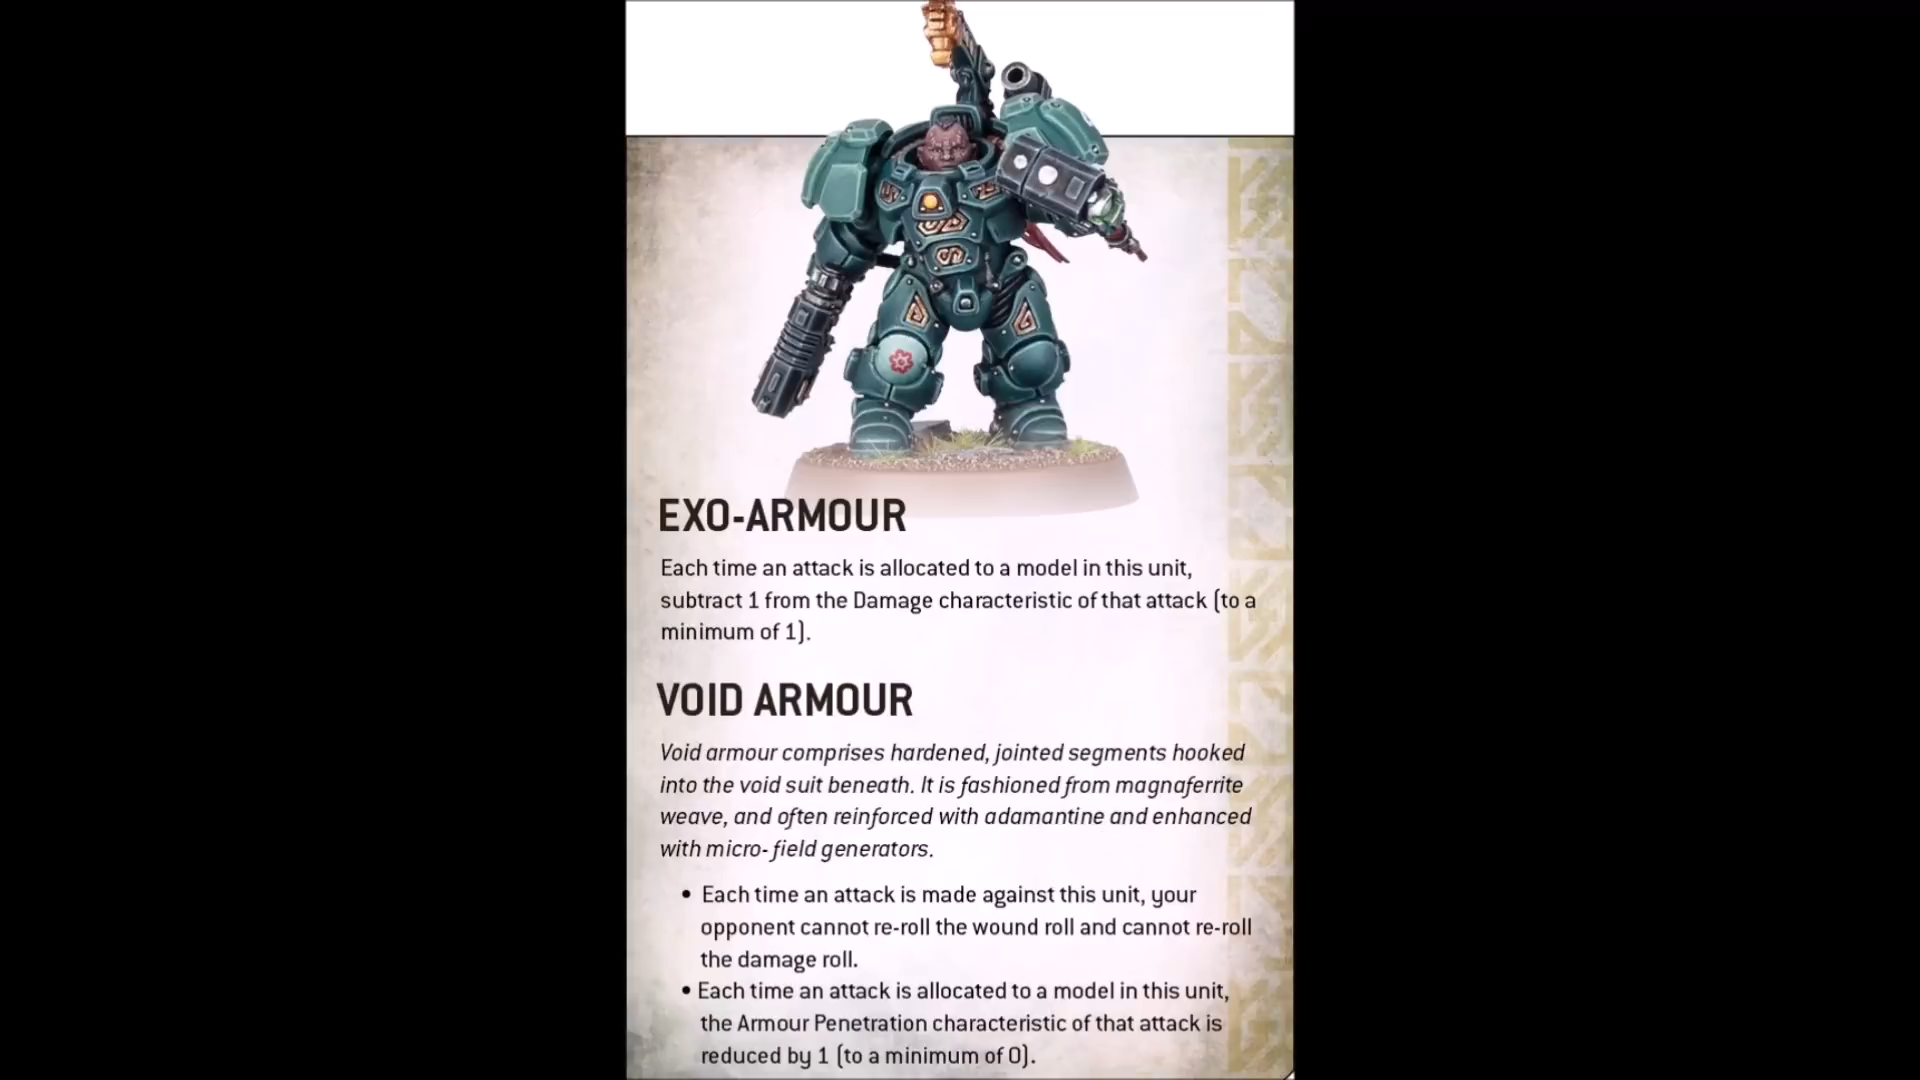 EXO-ARMOUR
Each time an attack is allocated to a model in this unit,
subtract 1 from the Damage characteristic of that attack (to a
minimum of 1).
VOID ARMOUR
Void armour comprises hardened, jointed segments hooked
into the void suit beneath. It is fashioned from magnaferrite
weave, and often reinforced with adamantine and enhanced
with micro- field generators.
• Each time an attack is made against this unit, your
opponent cannot re-roll the wound roll and cannot re-roll
the damage roll.
• Each time an attack is allocated to a model in this unit,
the Armour Penetration characteristic of that attack is
reduced by 1 (to a minimum of 0).